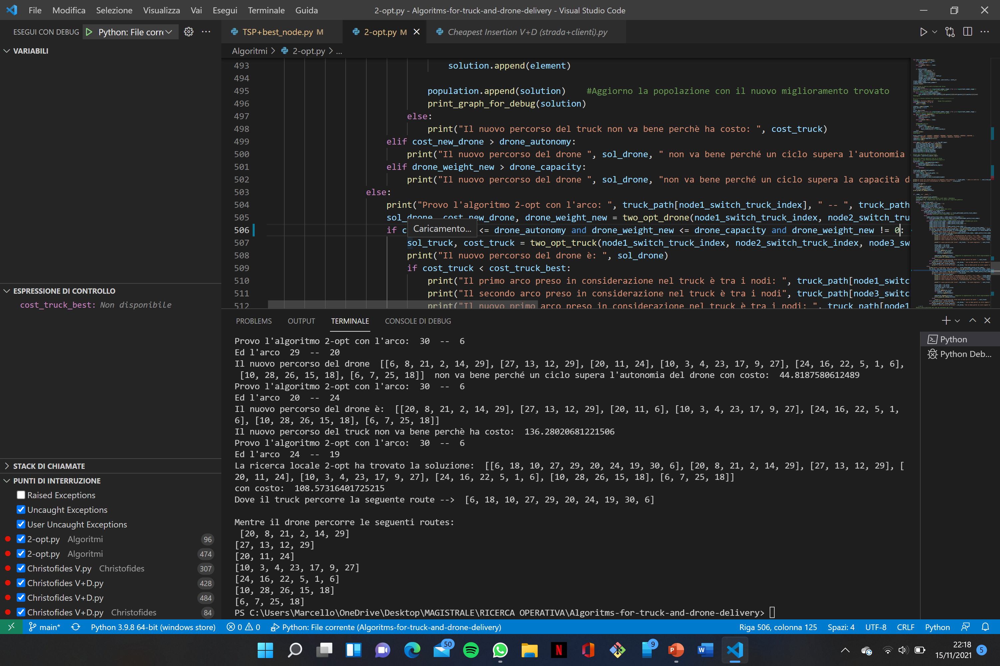 File Modifica Selezione Visualizza Vai Esegui Terminale Guida
2-opt.py - Algoritms-for-truck-and-drone-delivery - Visual Studio Code
ESEGUI CON DEBUG Python: File corre
TSP+best_node.py M
2-opt.py M
Cheapest Insertion V+D (strada+clienti).py
VARIABILI
Algoritmi > 2-opt.py > ...
493 solution.append(element)
494
495 population.append(solution) #Aggiorno la popolazione con il nuovo miglioramento trovato
496 print_graph_for_debug(solution)
497 else:
498 print("Il nuovo percorso del truck non va bene perchè ha costo: ", cost_truck)
499 elif cost_new_drone > drone_autonomy:
500 print("Il nuovo percorso del drone ", sol_drone, " non va bene perché un ciclo supera l'autonomia
501 elif drone_weight_new > drone_capacity:
502 print("Il nuovo percorso del drone ", sol_drone, "non va bene perché un ciclo supera la capacità d
503 else:
504 print("Provo l'algoritmo 2-opt con l'arco: ", truck_path[node1_switch_truck_index], " -- ", truck_path
505 sol_drone, cost_new_drone, drone_weight_new = two_opt_drone(node1_switch_truck_index, node2_switch_tru
506 if c <= drone_autonomy and drone_weight_new <= drone_capacity and drone_weight_new != 0:
Caricamento...
507 sol_truck, cost_truck = two_opt_truck(node1_switch_truck_index, node2_switch_truck_index, node3_sw
508 print("Il nuovo percorso del drone è: ", sol_drone)
509 if cost_truck < cost_truck_best:
510 print("Il primo arco preso in considerazione nel truck è tra i nodi: ", truck_path[node1_switc
511 print("Il secondo arco preso in considerazione nel truck è tra i nodi", truck_path[node3_switc
512 print("Il nuovo primo arco preso in considerazione nel truck è tra i nodi: ", truck_path[node1
ESPRESSIONE DI CONTROLLO
cost_truck_best: Non disponibile
STACK DI CHIAMATE
PUNTI DI INTERRUZIONE
Raised Exceptions
Uncaught Exceptions
User Uncaught Exceptions
2-opt.py Algoritmi 96
2-opt.py Algoritmi 474
Christofides V.py Christofides 307
Christofides V+D.py 428
Christofides V+D.py 484
Christofides V+D.py Christofides 84
PROBLEMS OUTPUT TERMINALE CONSOLE DI DEBUG
Python
Python Deb...
Provo l'algoritmo 2-opt con l'arco:  30  --  6
Ed l'arco  29  --  20
Il nuovo percorso del drone  [[6, 8, 21, 2, 14, 29], [27, 13, 12, 29], [20, 11, 24], [10, 3, 4, 23, 17, 9, 27], [24, 16, 22, 5, 1, 6],
[10, 28, 26, 15, 18], [6, 7, 25, 18]]  non va bene perché un ciclo supera l'autonomia del drone con costo:  44.8187580612489
Provo l'algoritmo 2-opt con l'arco:  30  --  6
Ed l'arco  20  --  24
Il nuovo percorso del drone è:  [[20, 8, 21, 2, 14, 29], [27, 13, 12, 29], [20, 11, 6], [10, 3, 4, 23, 17, 9, 27], [24, 16, 22, 5, 1,
6], [10, 28, 26, 15, 18], [6, 7, 25, 18]]
Il nuovo percorso del truck non va bene perchè ha costo:  136.28020681221506
Provo l'algoritmo 2-opt con l'arco:  30  --  6
Ed l'arco  24  --  19
La ricerca locale 2-opt ha trovato la soluzione:  [[6, 18, 10, 27, 29, 20, 24, 19, 30, 6], [20, 8, 21, 2, 14, 29], [27, 13, 12, 29], [
20, 11, 24], [10, 3, 4, 23, 17, 9, 27], [24, 16, 22, 5, 1, 6], [10, 28, 26, 15, 18], [6, 7, 25, 18]]
con costo:  108.57316401725215
Dove il truck percorre la seguente route -->  [6, 18, 10, 27, 29, 20, 24, 19, 30, 6]
Mentre il drone percorre le seguenti routes:
[20, 8, 21, 2, 14, 29]
[27, 13, 12, 29]
[20, 11, 24]
[10, 3, 4, 23, 17, 9, 27]
[24, 16, 22, 5, 1, 6]
[10, 28, 26, 15, 18]
[6, 7, 25, 18]
PS C:\Users\Marcello\OneDrive\Desktop\MAGISTRALE\RICERCA OPERATIVA\Algoritms-for-truck-and-drone-delivery>
main* Python 3.9.8 64-bit (windows store) 0 0 Python: File corrente (Algoritms-for-truck-and-drone-delivery) Riga 506, colonna 125 Spazi: 4 UTF-8 CRLF Python
50
9
22:18
15/11/2021
5